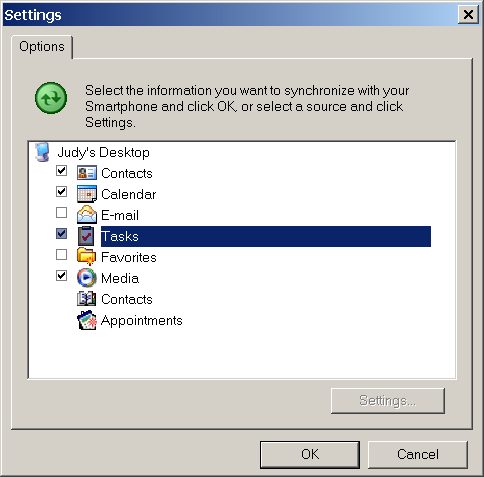 Settings
Options
Select the information you want to synchronize with your
Smartphone and click OK, or select a source and click
Settings.
Judy's Desktop
Contacts
Calendar
E-mail
Tasks
Favorites
Media
Contacts
Appointments
Settings...
OK
Cancel